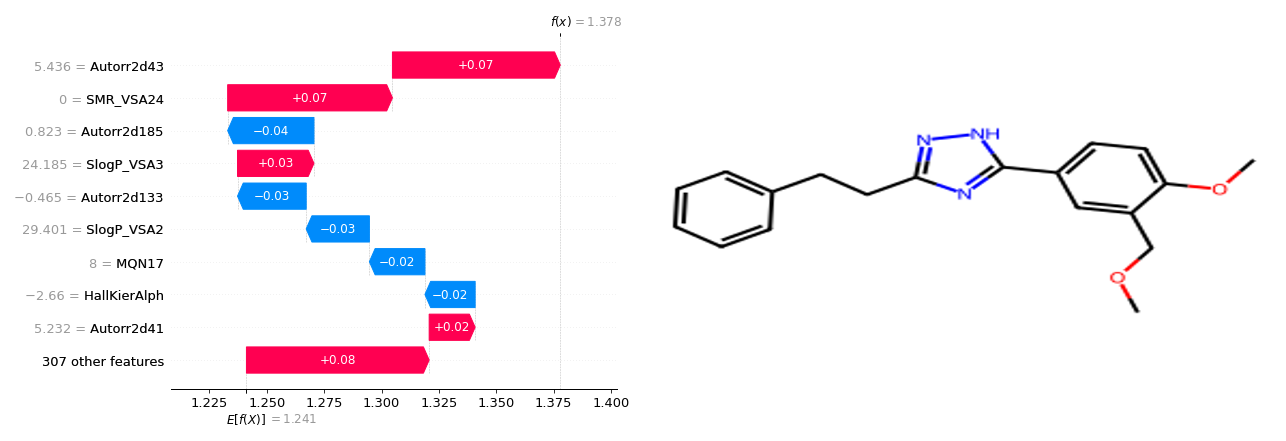 f(x) = 1.378
5.436 = Autorr2d43
+0.07
0 = SMR_VSA24
+0.07
0.823 = Autorr2d185
−0.04
24.185 = SlogP_VSA3
+0.03
−0.465 = Autorr2d133
−0.03
29.401 = SlogP_VSA2
−0.03
8 = MQN17
−0.02
−2.66 = HallKierAlph
−0.02
5.232 = Autorr2d41
+0.02
307 other features
+0.08
1.225 1.250 1.275 1.300 1.325 1.350 1.375 1.400
E[f(X)] = 1.241
N
NH
N
O
O